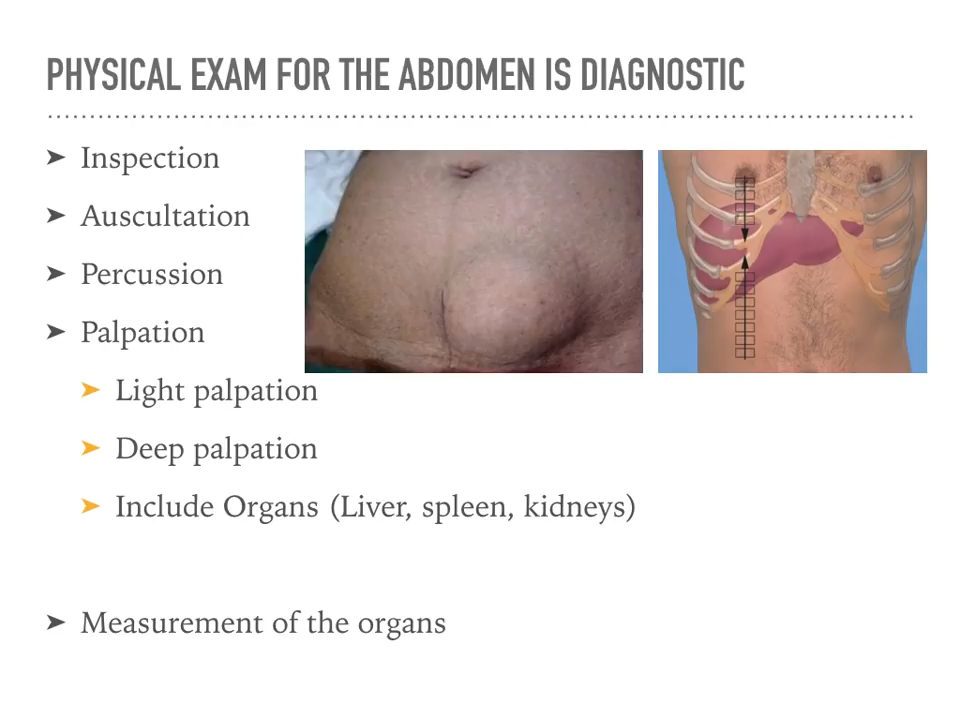 PHYSICAL EXAM FOR THE ABDOMEN IS DIAGNOSTIC
Inspection
Auscultation
Percussion
Palpation
Light palpation
Deep palpation
Include Organs (Liver, spleen, kidneys)
Measurement of the organs